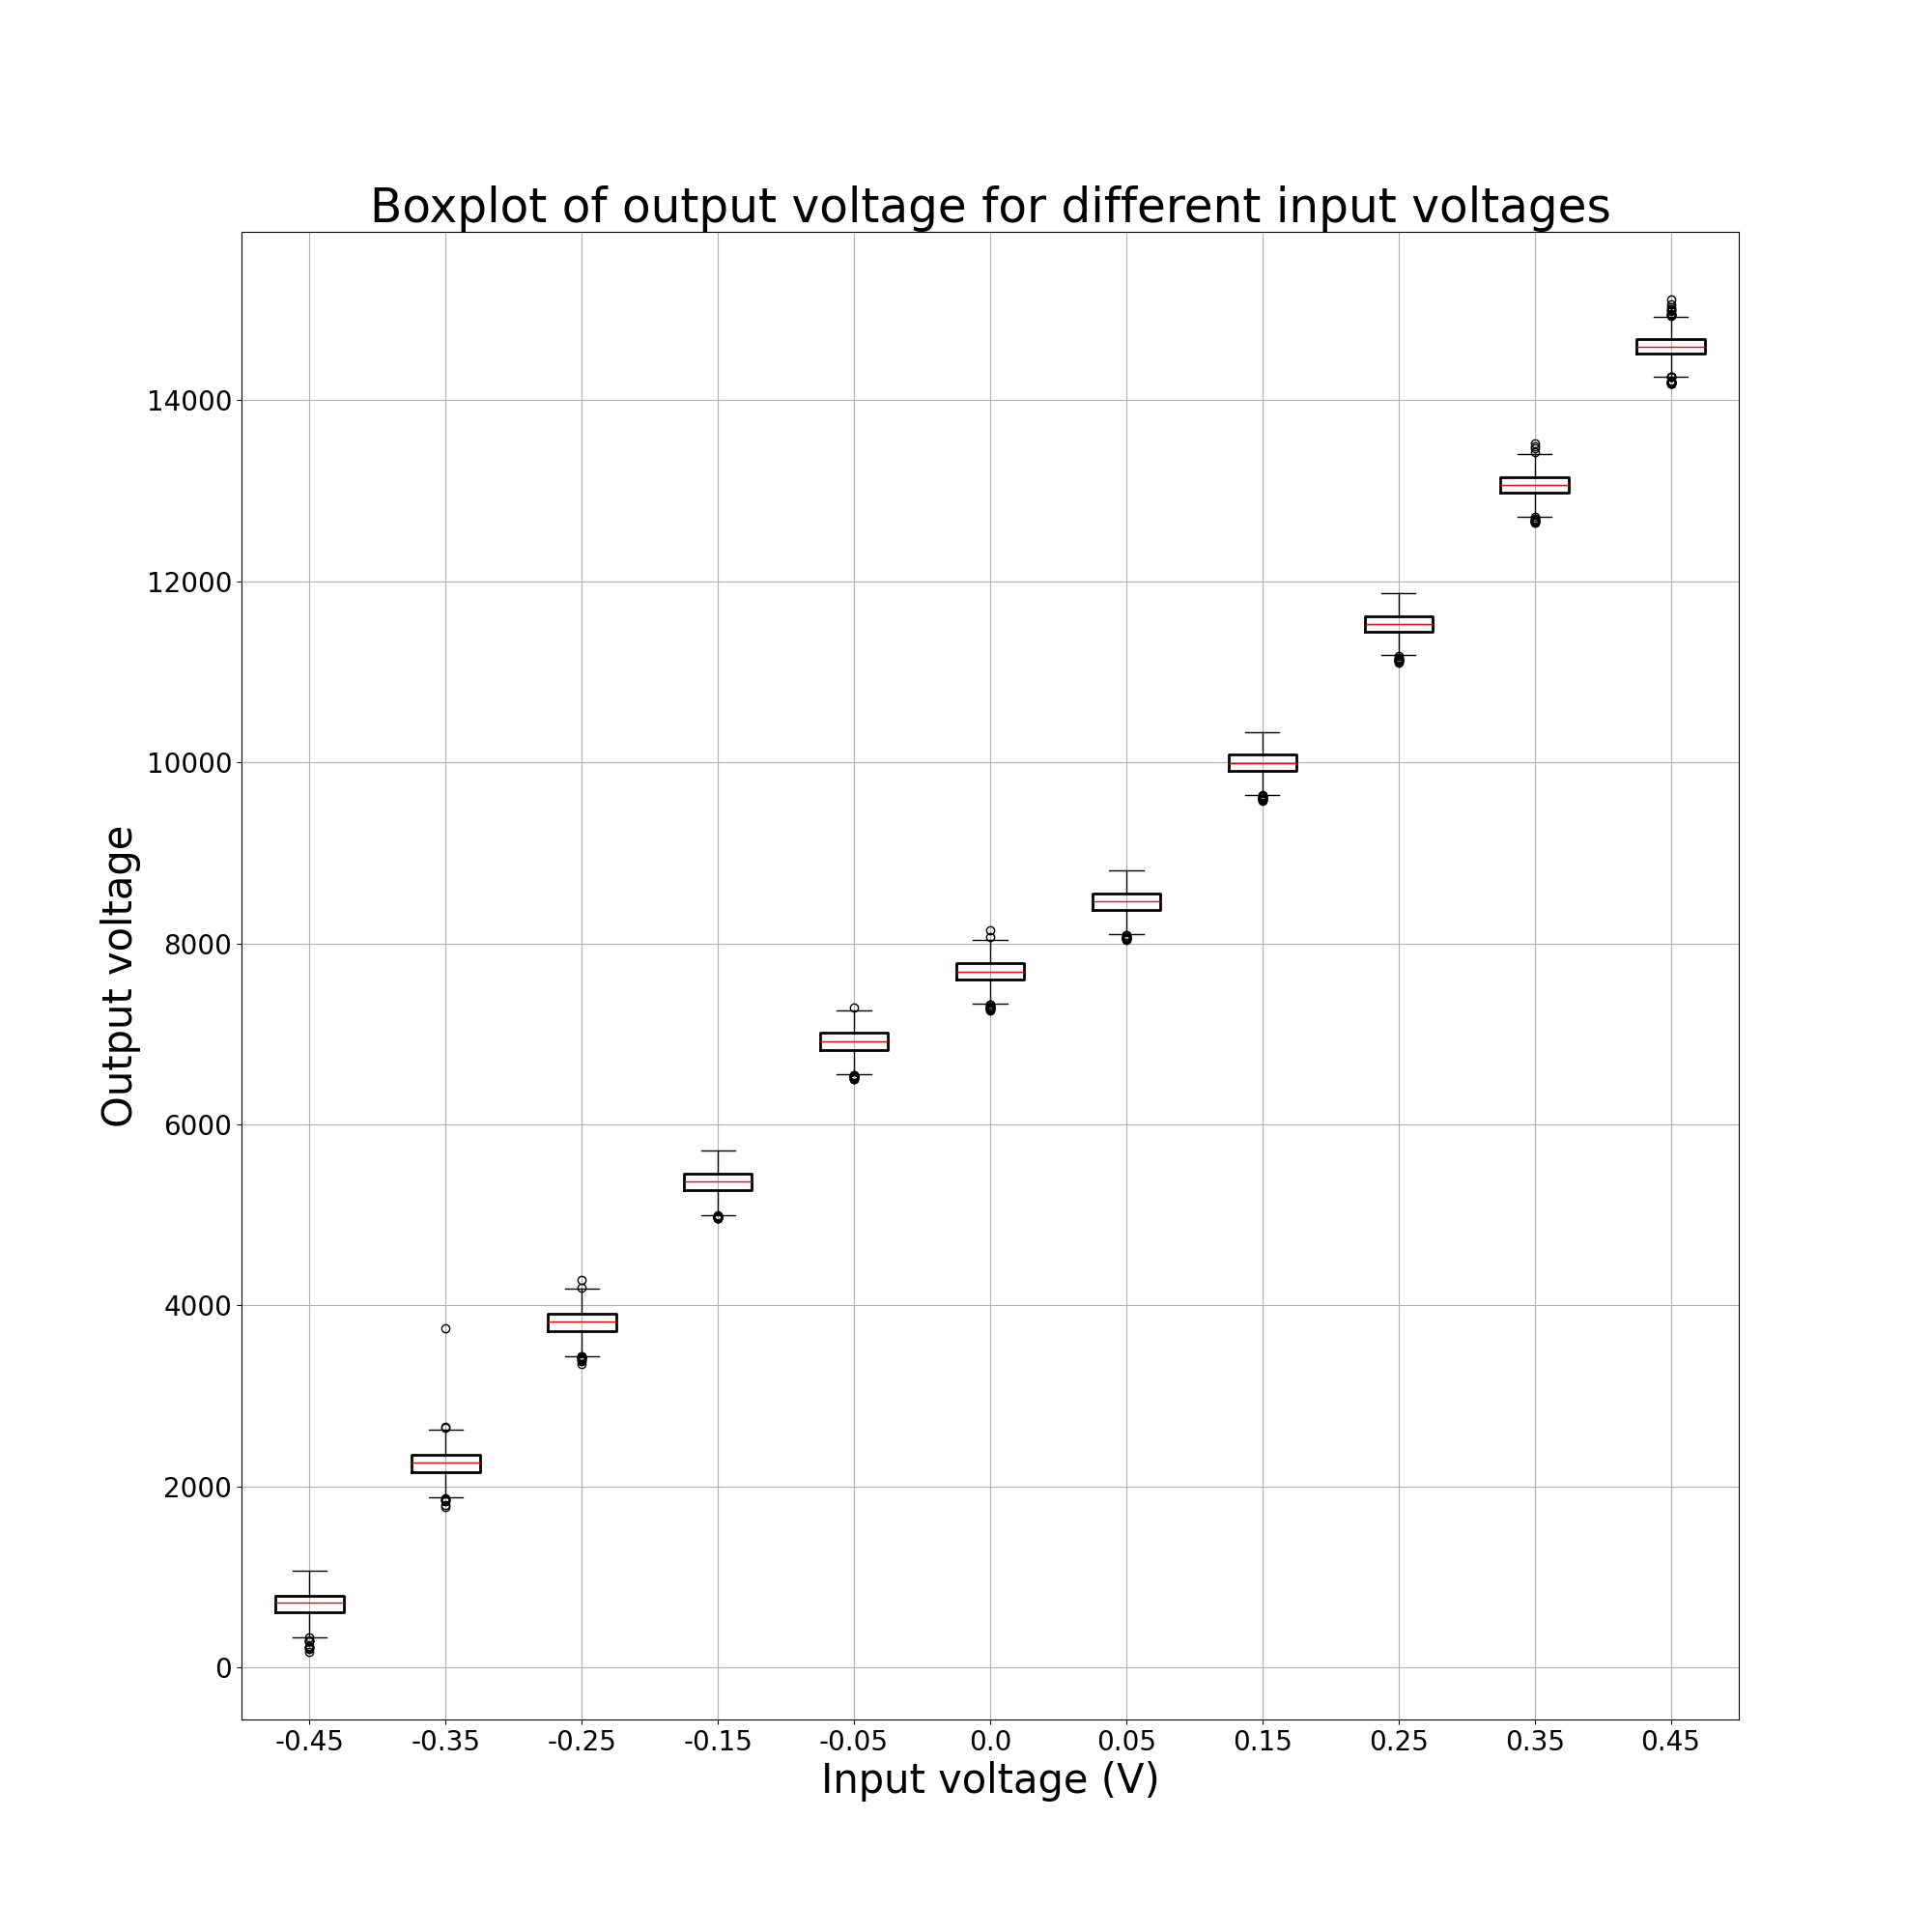 Boxplot of output voltage for different input voltages
14000
12000
10000
8000
6000
4000
2000
0
Output voltage
-0.45 -0.35 -0.25 -0.15 -0.05 0.0 0.05 0.15 0.25 0.35 0.45
Input voltage (V)